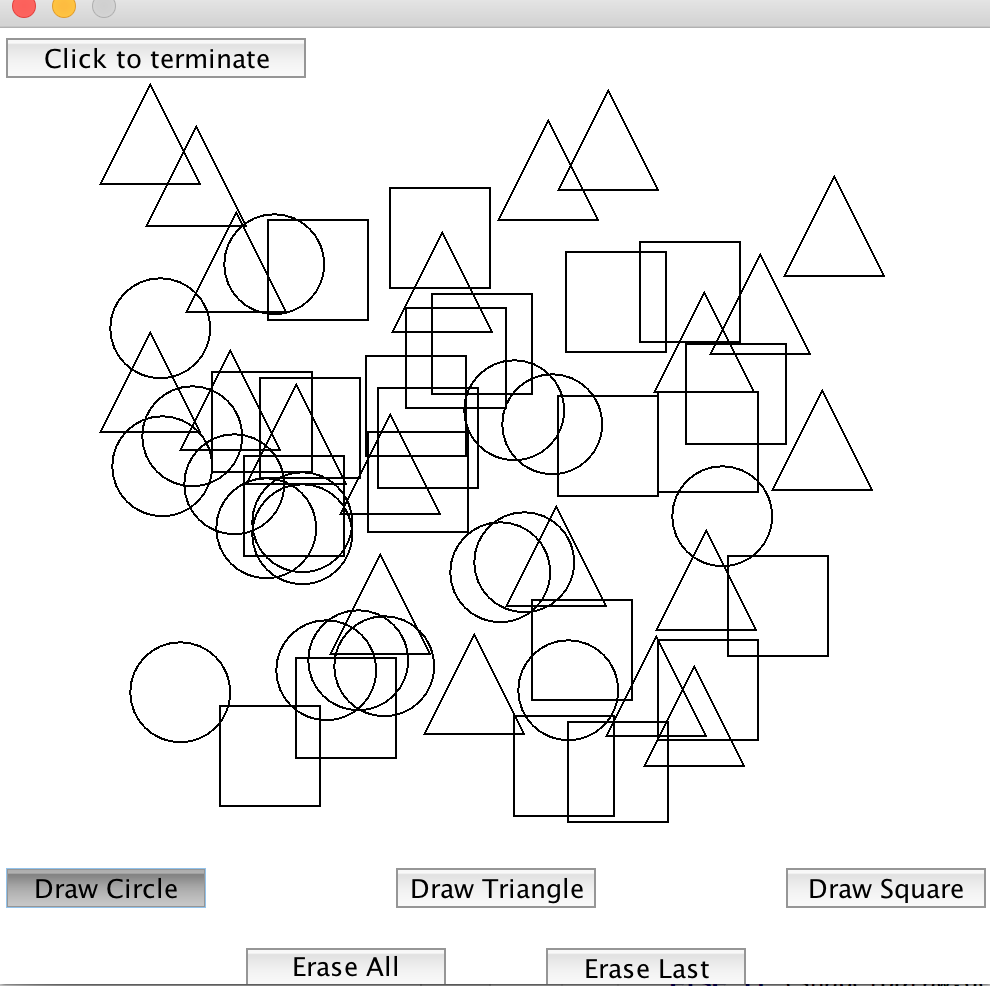 Click to terminate
Draw Circle
Draw Triangle
Draw Square
Erase All
Erase Last